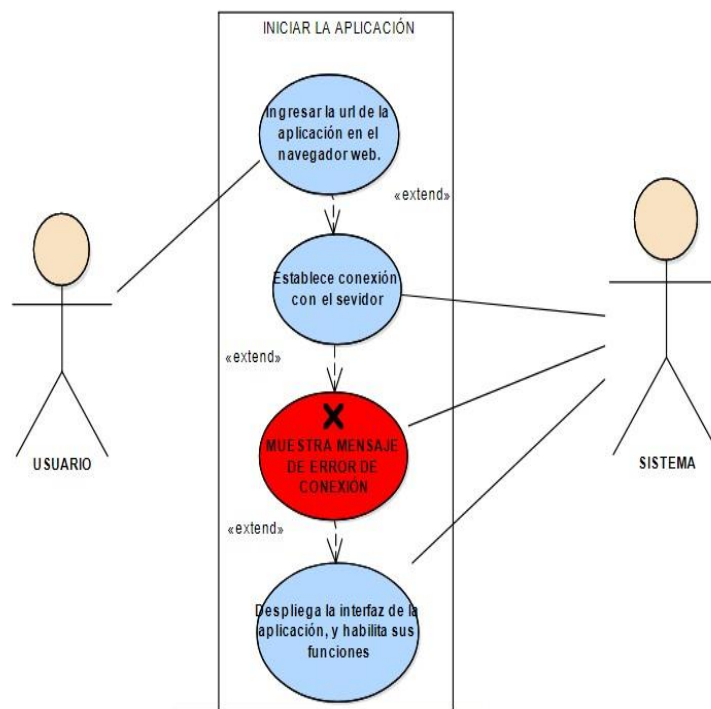 INICIAR LA APLICACIÓN
Ingresar la url de la
aplicación en el
navegador web.
«extend»
Establece conexión
con el sevidor
«extend»
X
MUESTRA MENSAJE
DE ERROR DE
CONEXIÓN
USUARIO
SISTEMA
«extend»
Despliega la interfaz de la
aplicación, y habilita sus
funciones